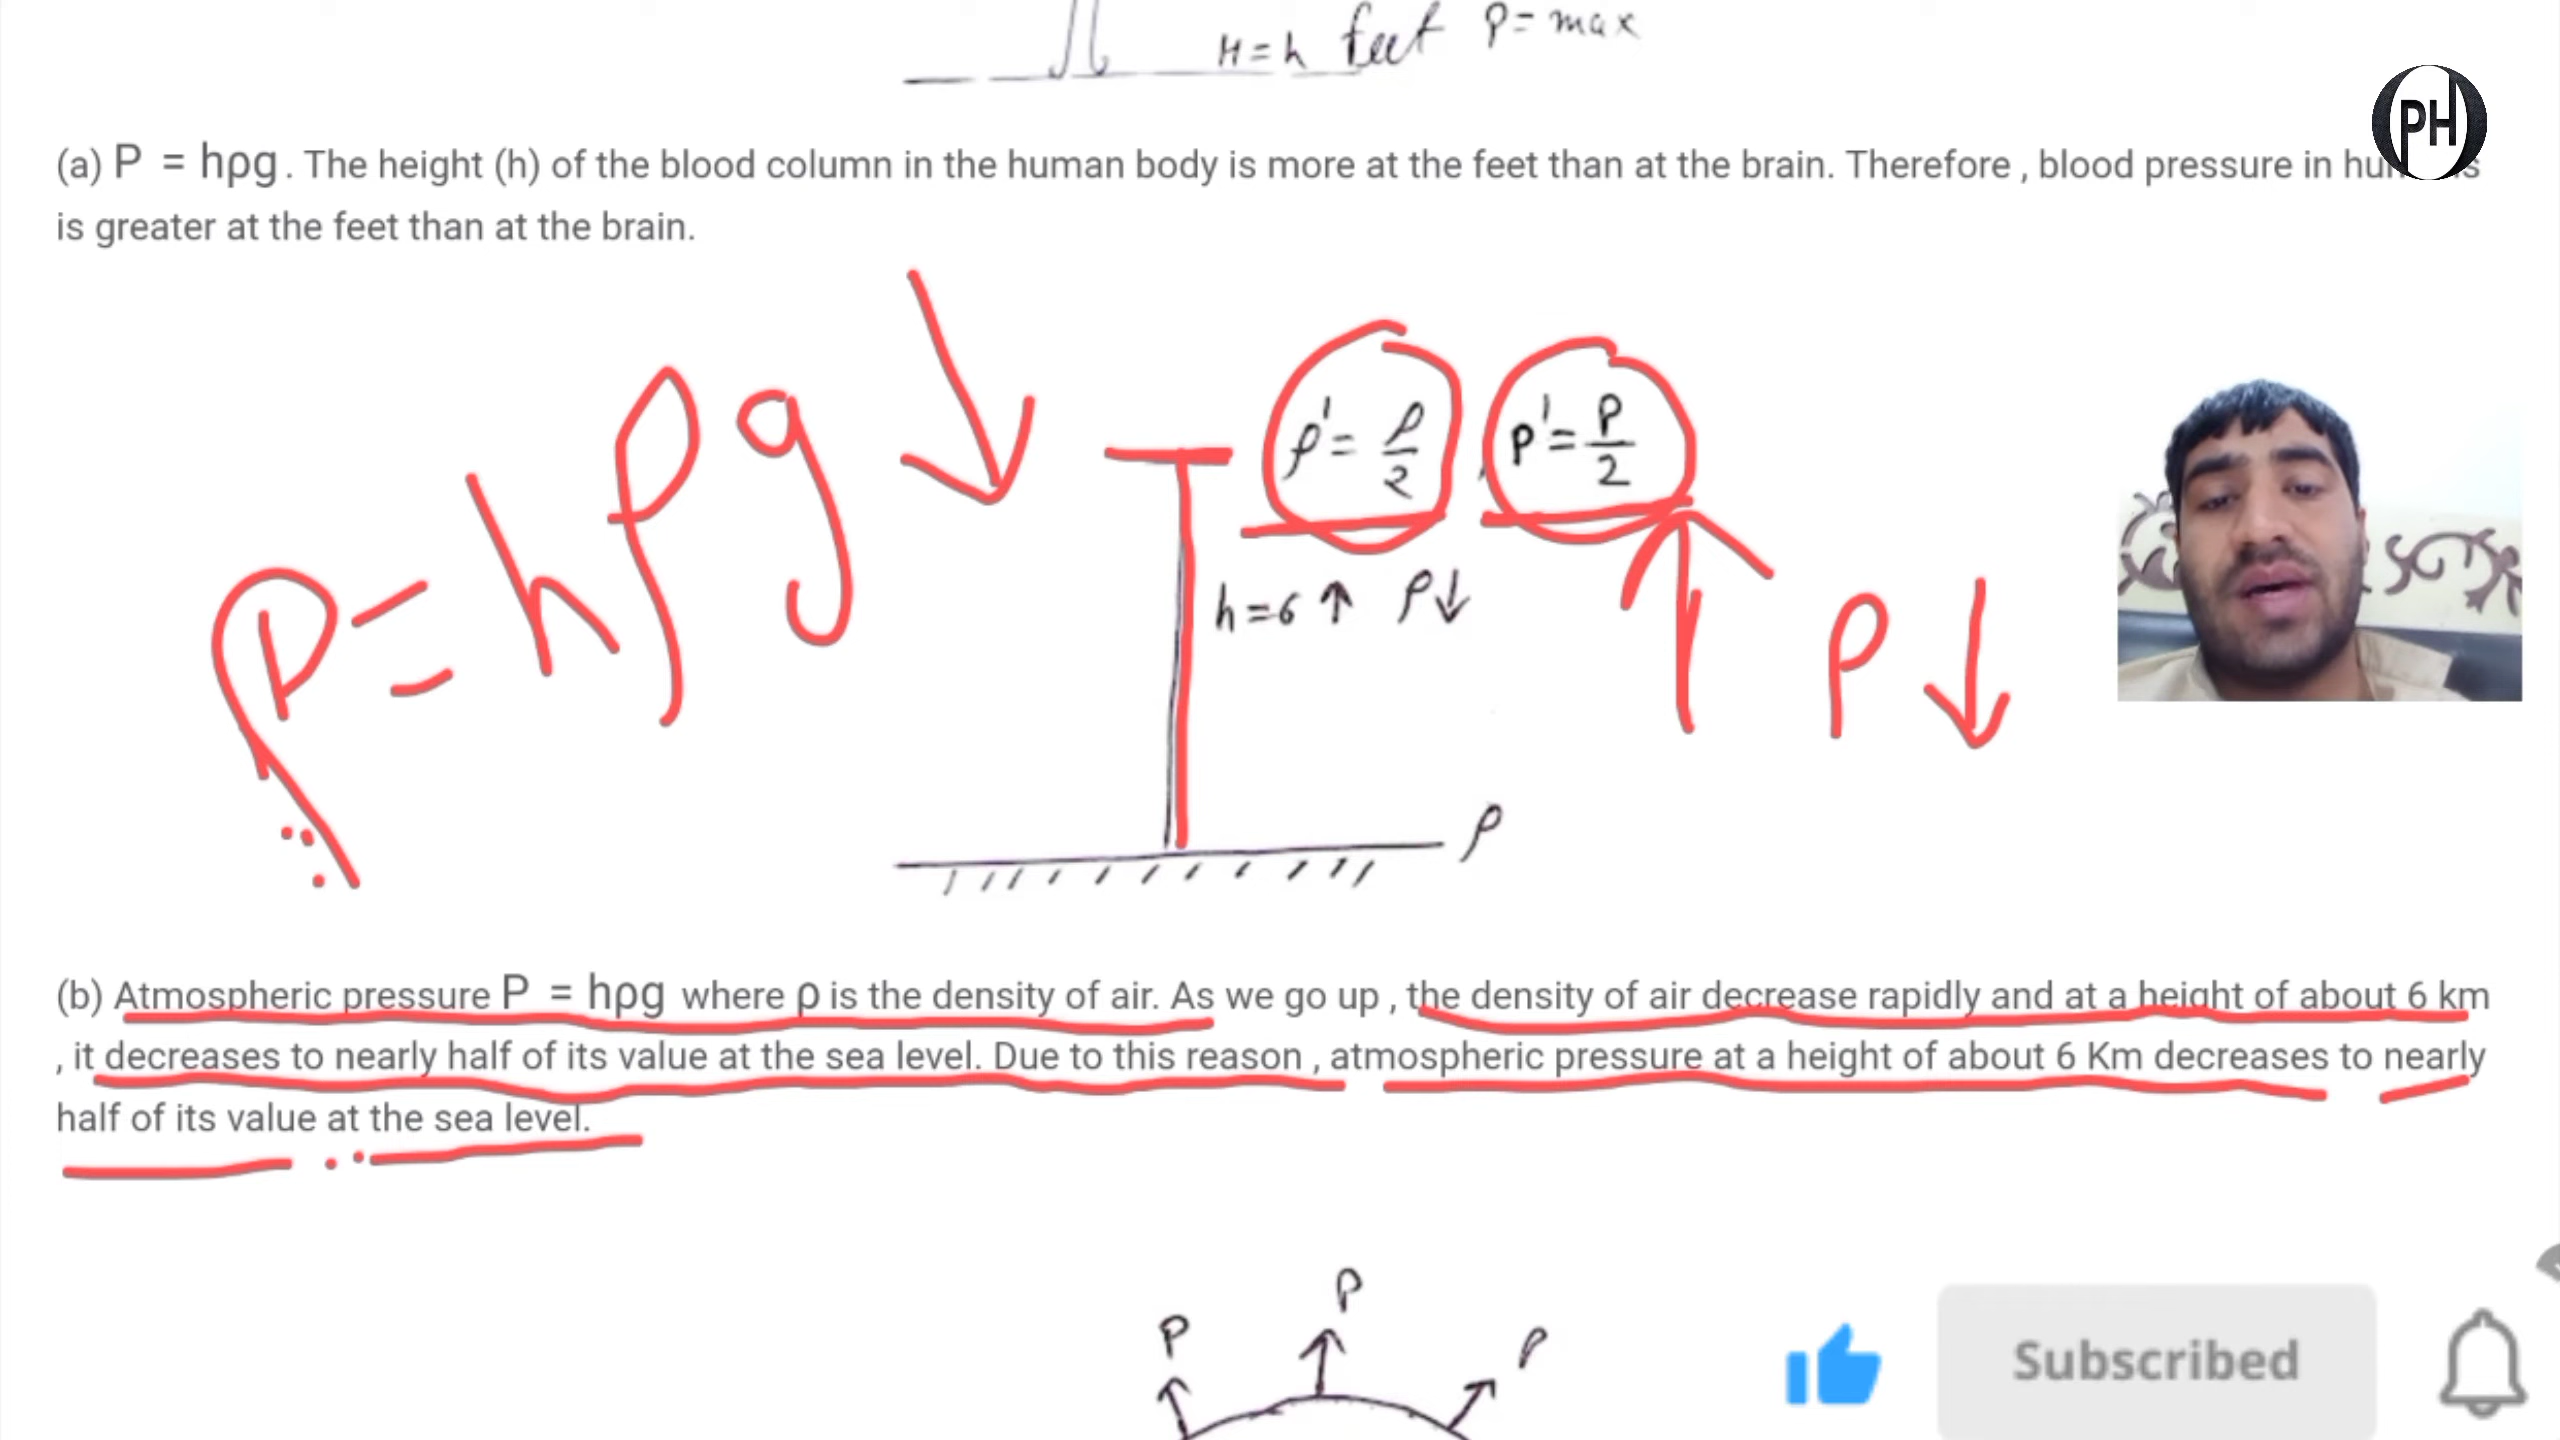 H = h feet P = max
PH
(a) P = hρg. The height (h) of the blood column in the human body is more at the feet than at the brain. Therefore , blood pressure in hu s
is greater at the feet than at the brain.
P = hρg
ρ' = ρ/2 , P' = P/2
h = 6 ↑ ρ↓
ρ ↓
ρ
(b) Atmospheric pressure P = hρg where ρ is the density of air. As we go up , the density of air decrease rapidly and at a height of about 6 km
, it decreases to nearly half of its value at the sea level. Due to this reason , atmospheric pressure at a height of about 6 Km decreases to nearly
half of its value at the sea level.
P
P
P
Subscribed